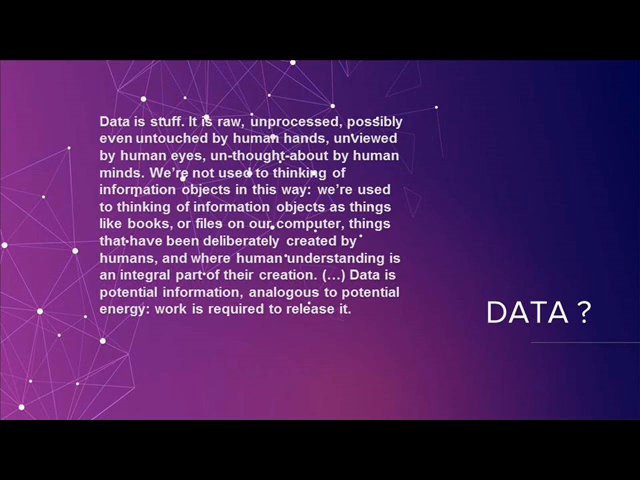 Data is stuff. It is raw, unprocessed, possibly
even untouched by human hands, unviewed
by human eyes, un-thought-about by human
minds. We're not used to thinking of
information objects in this way: we're used
to thinking of information objects as things
like books, or files on our computer, things
that have been deliberately created by
humans, and where human understanding is
an integral part of their creation. (…) Data is
potential information, analogous to potential
energy: work is required to release it.
DATA ?